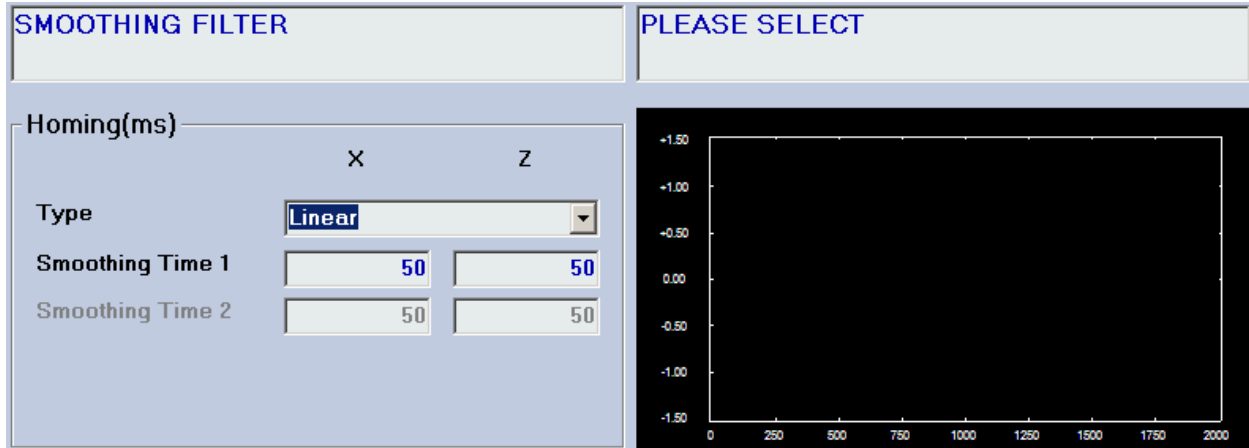 SMOOTHING FILTER
PLEASE SELECT
Homing(ms)
X Z
Type Linear
Smoothing Time 1 50 50
Smoothing Time 2 50 50
+1.50
+1.00
+0.50
0.00
-0.50
-1.00
-1.50
0 250 500 750 1000 1250 1500 1750 2000